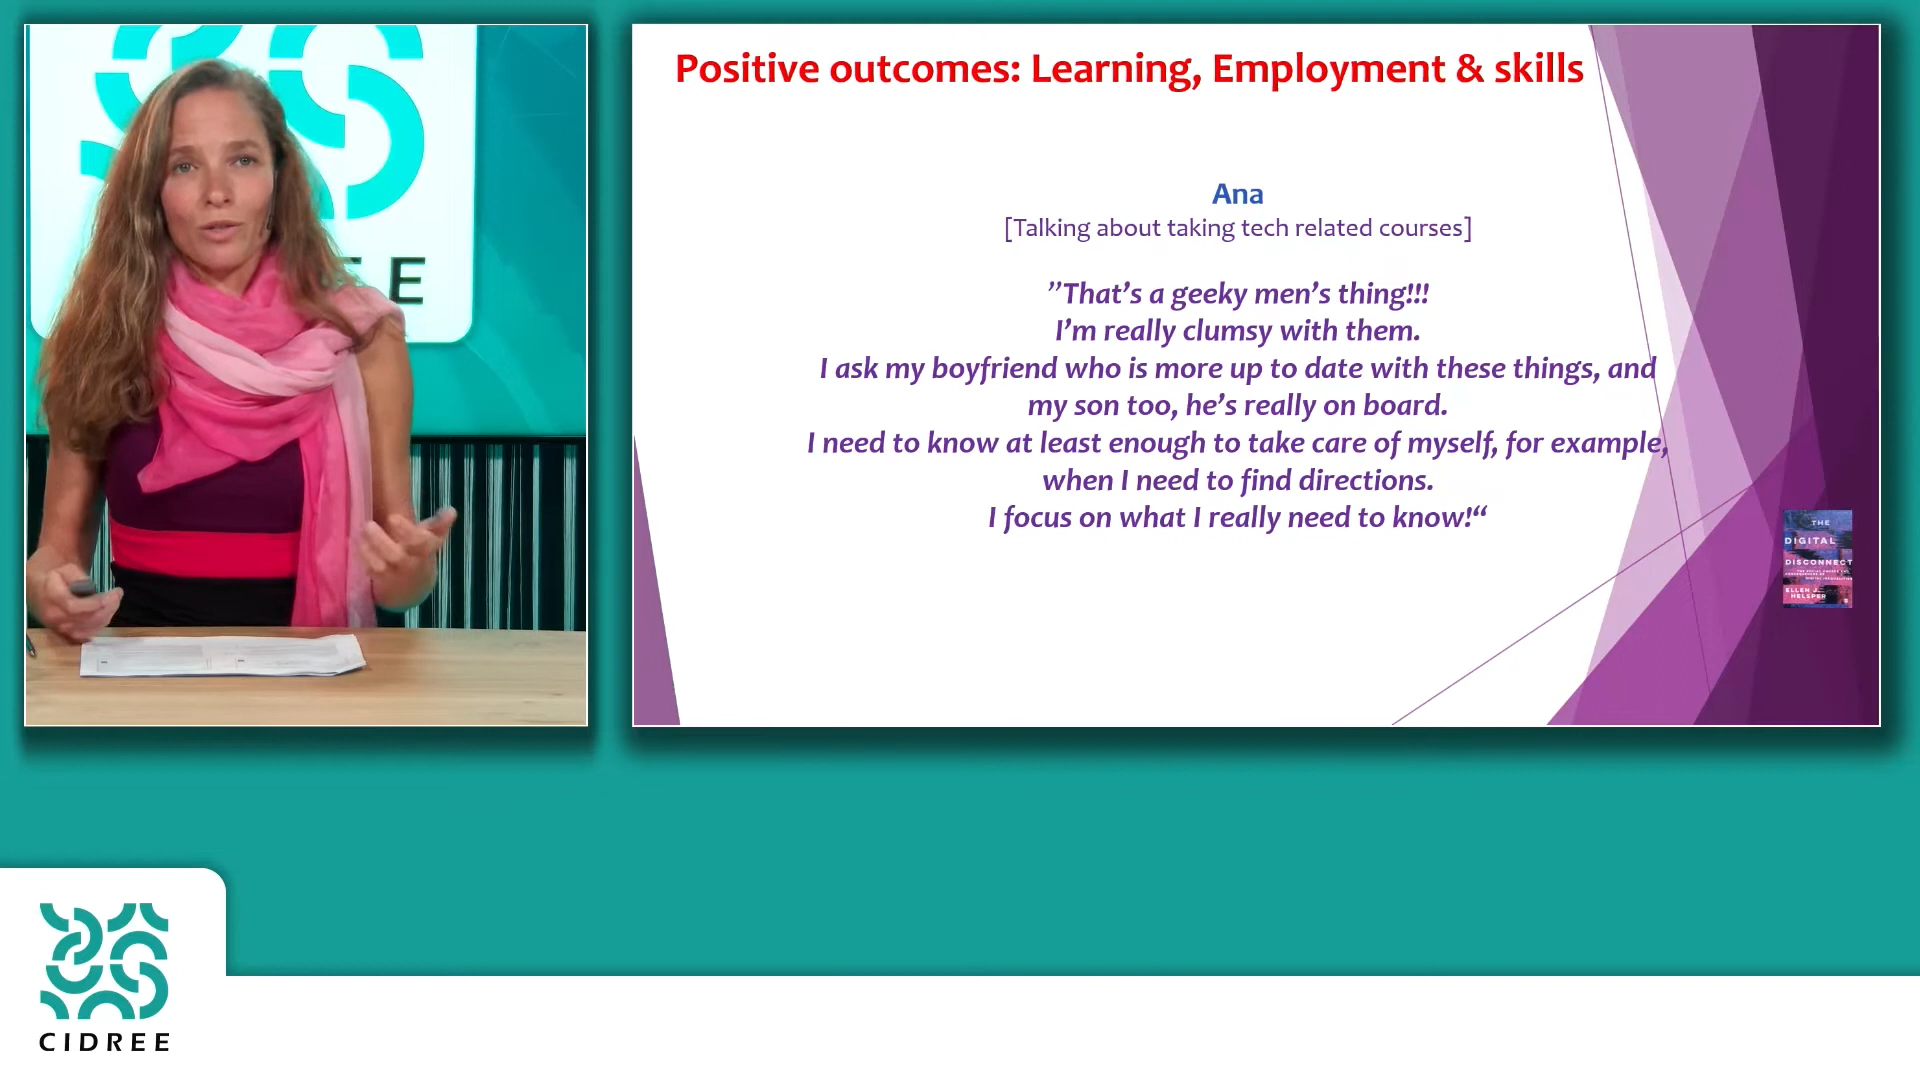 E E
Positive outcomes: Learning, Employment & skills
Ana
[Talking about taking tech related courses]
”That’s a geeky men’s thing!!!
I’m really clumsy with them.
I ask my boyfriend who is more up to date with these things, and
my son too, he’s really on board.
I need to know at least enough to take care of myself, for example,
when I need to find directions.
I focus on what I really need to know!“
THE
DIGITAL
DISCONNECT
ELLEN J.
HELSPER
CIDREE